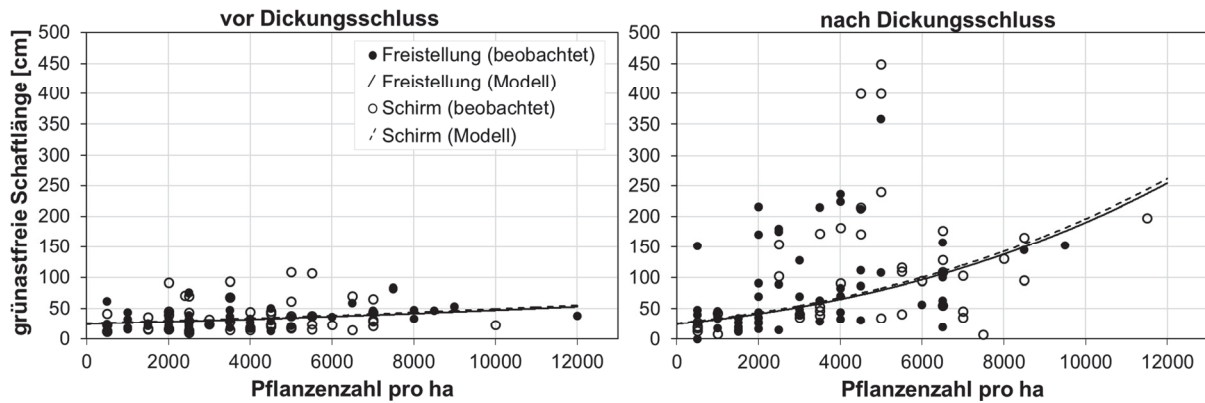 vor Dickungsschluss
grünastfreie Schaftlänge [cm]
500
450
400
350
300
250
200
150
100
50
0
Freistellung (beobachtet)
Freistellung (Modell)
Schirm (beobachtet)
Schirm (Modell)
0 2000 4000 6000 8000 10000 12000
Pflanzenzahl pro ha
nach Dickungsschluss
500
450
400
350
300
250
200
150
100
50
0
0 2000 4000 6000 8000 10000 12000
Pflanzenzahl pro ha